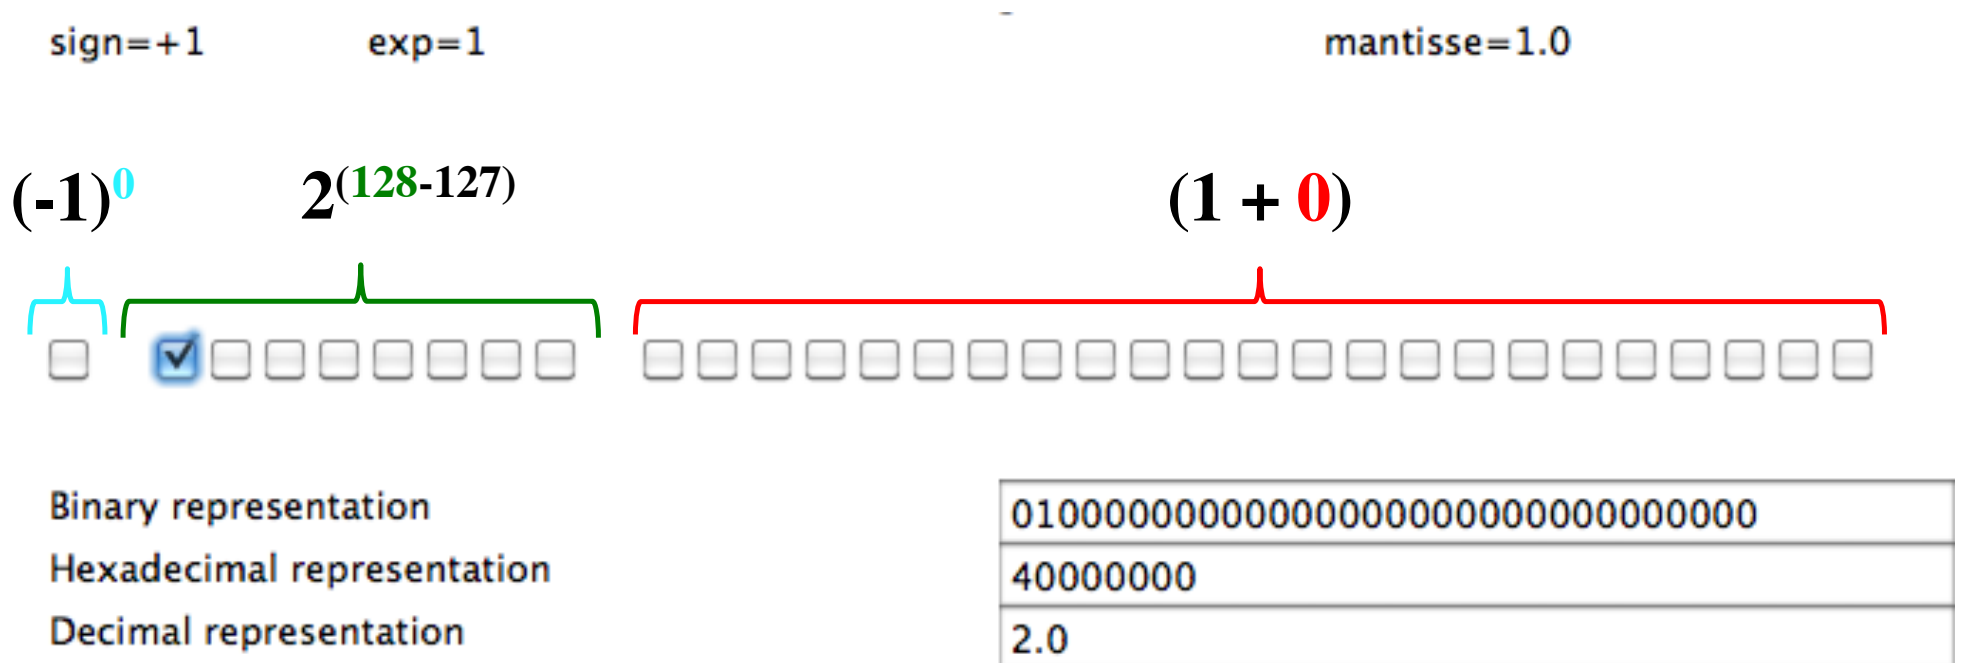 sign=+1 exp=1 mantisse=1.0
(-1)0 2(128-127) (1 + 0)
Binary representation 01000000000000000000000000000000
Hexadecimal representation 40000000
Decimal representation 2.0